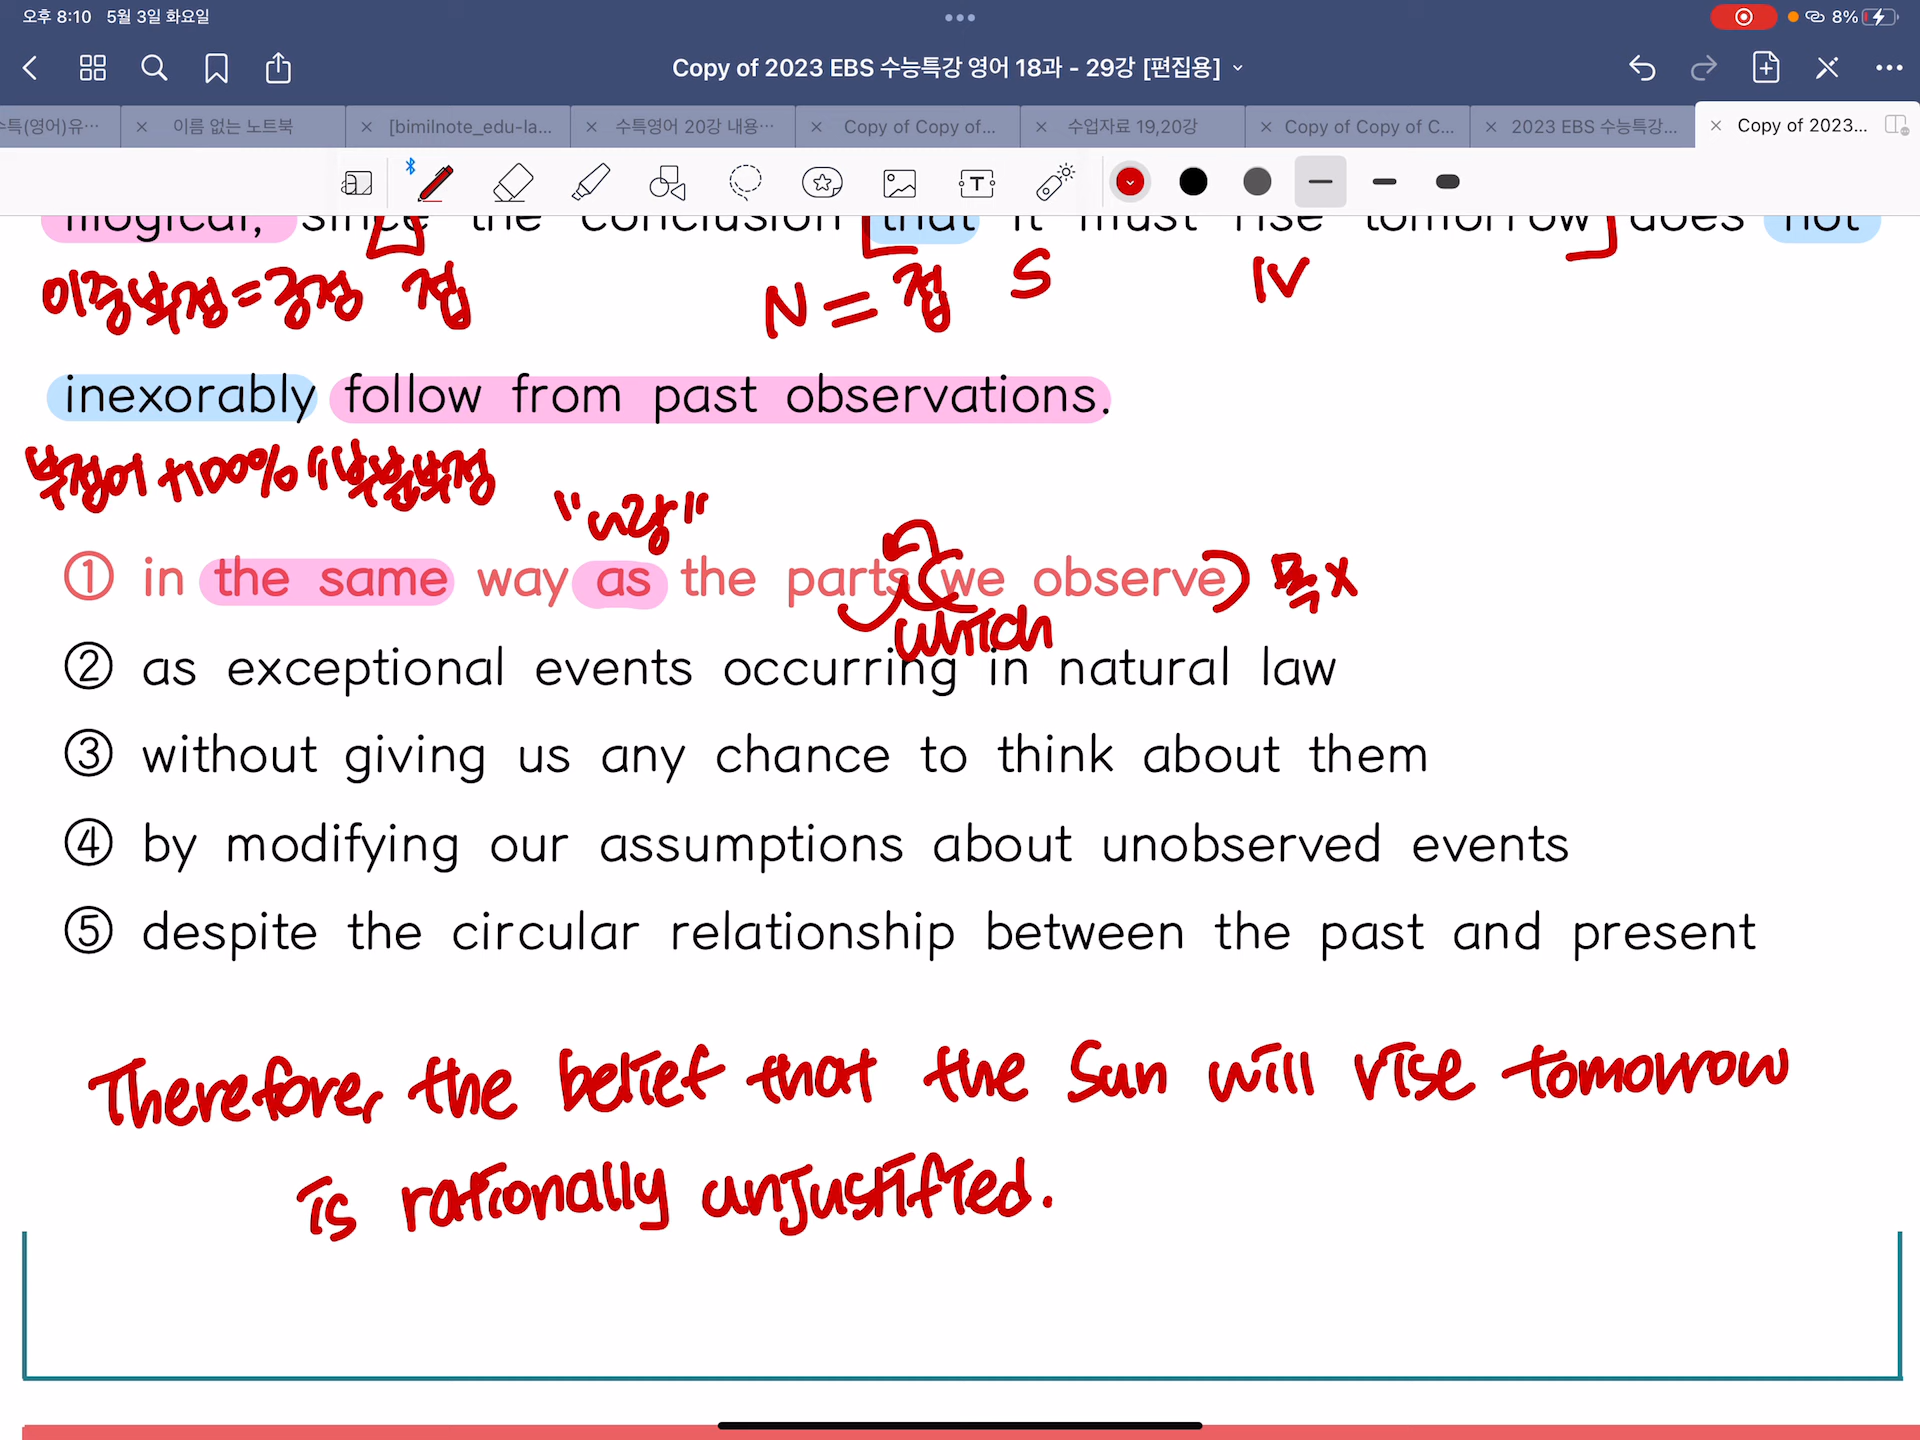 오후 8:10 5월 3일 화요일
8%
Copy of 2023 EBS 수능특강 영어 18과 - 29강 [편집용]
수특(영어)유… 이름 없는 노트북 [bimilnote_edu-la... 수특영어 20강 내용… Copy of Copy of... 수업자료 19,20강 Copy of Copy of C... 2023 EBS 수능특강... Copy of 2023...
illogical, since the conclusion that it must rise tomorrow does not
이중부정=긍정 접 N = 접 S IV
inexorably follow from past observations.
부정어 +100% "부분부정
"너랑"
① in the same way as the parts we observe 목X
which
② as exceptional events occurring in natural law
③ without giving us any chance to think about them
④ by modifying our assumptions about unobserved events
⑤ despite the circular relationship between the past and present
Therefore, the belief that the Sun will rise tomorrow
is rationally unjustified.